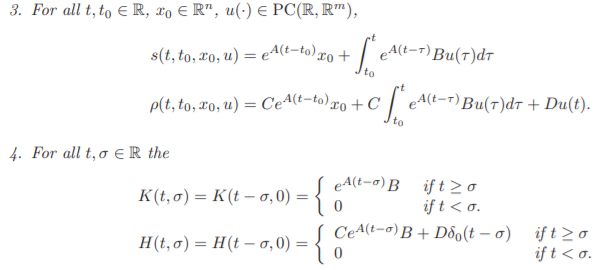 3. For all t, t₀ ∈ ℝ, x₀ ∈ ℝⁿ, u(·) ∈ PC(ℝ, ℝᵐ),
s(t, t₀, x₀, u) = e^{A(t−t₀)}x₀ + ∫_{t₀}^{t} e^{A(t−τ)}Bu(τ)dτ
ρ(t, t₀, x₀, u) = Ce^{A(t−t₀)}x₀ + C ∫_{t₀}^{t} e^{A(t−τ)}Bu(τ)dτ + Du(t).
4. For all t, σ ∈ ℝ the
K(t, σ) = K(t − σ, 0) = { e^{A(t−σ)}B if t ≥ σ
0 if t < σ.
H(t, σ) = H(t − σ, 0) = { Ce^{A(t−σ)}B + Dδ₀(t − σ) if t ≥ σ
0 if t < σ.